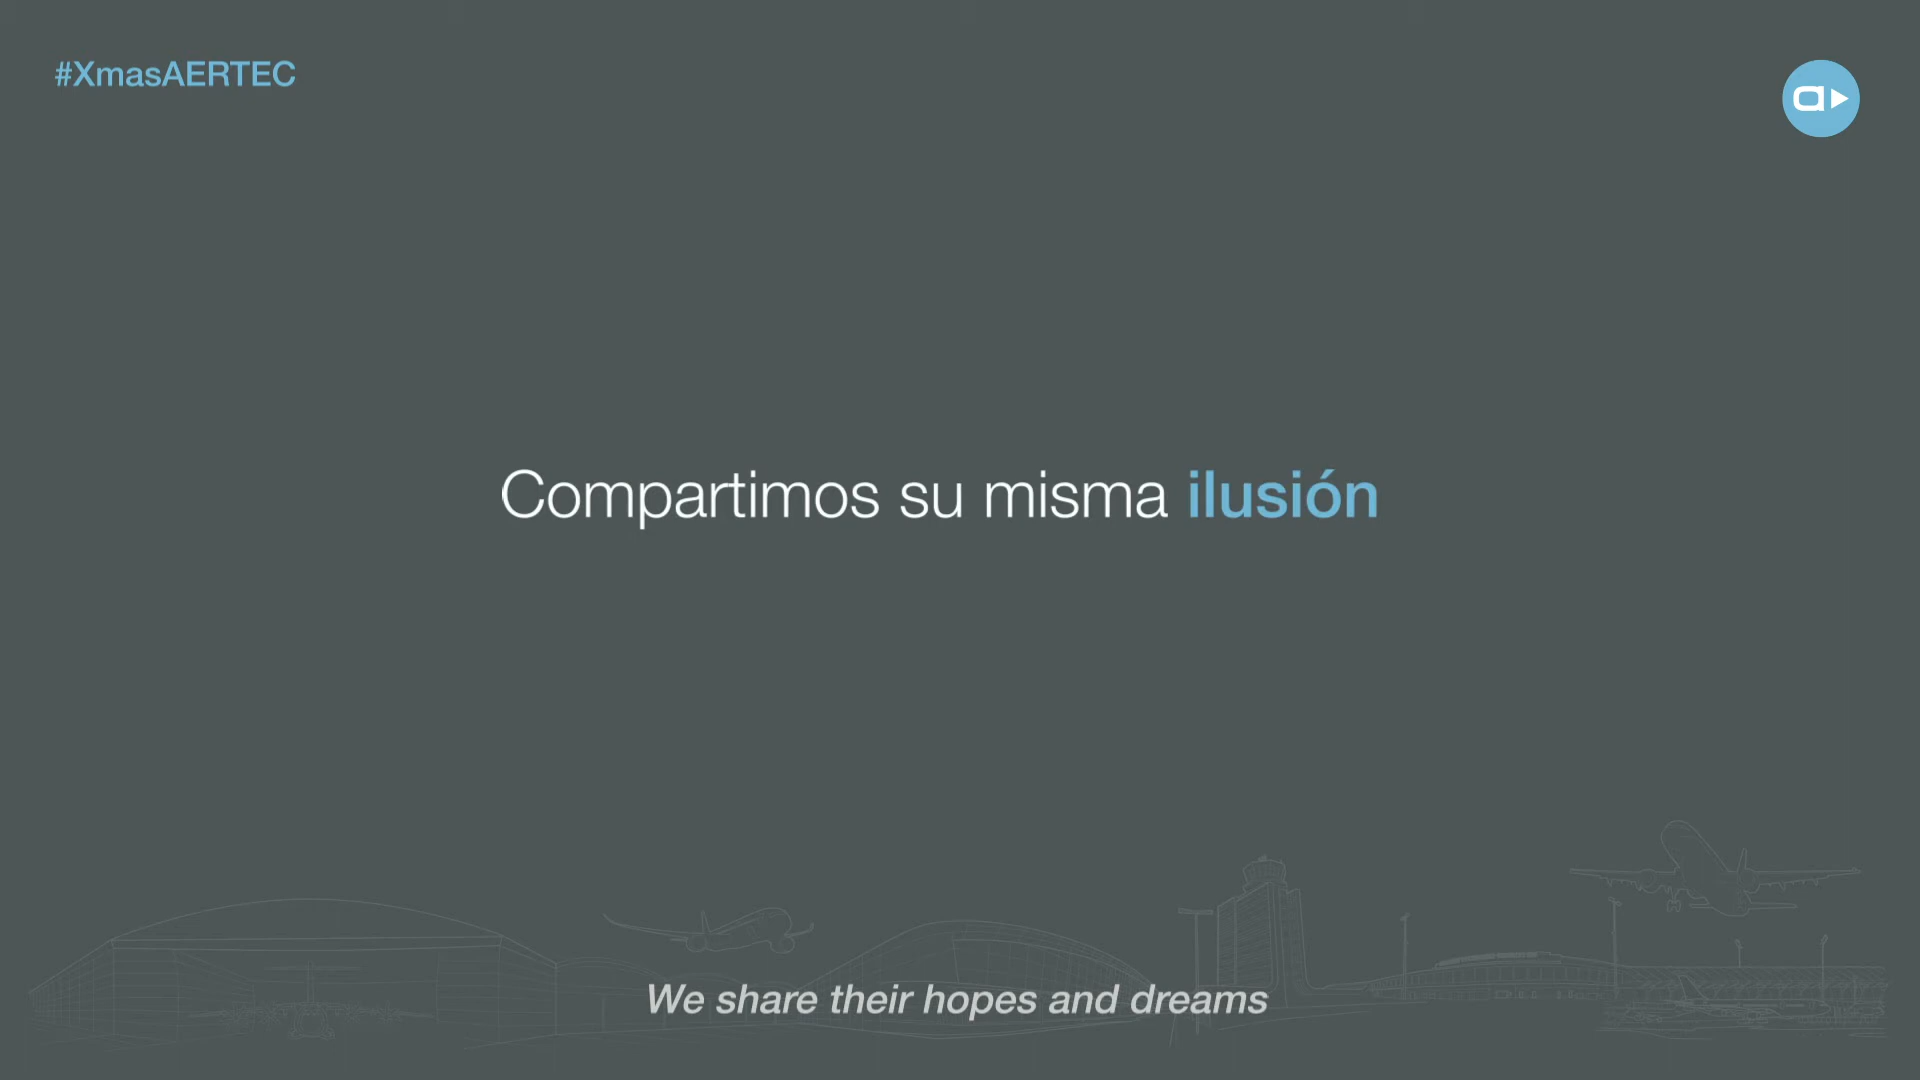 #XmasAERTEC
a
Compartimos su misma ilusión
We share their hopes and dreams